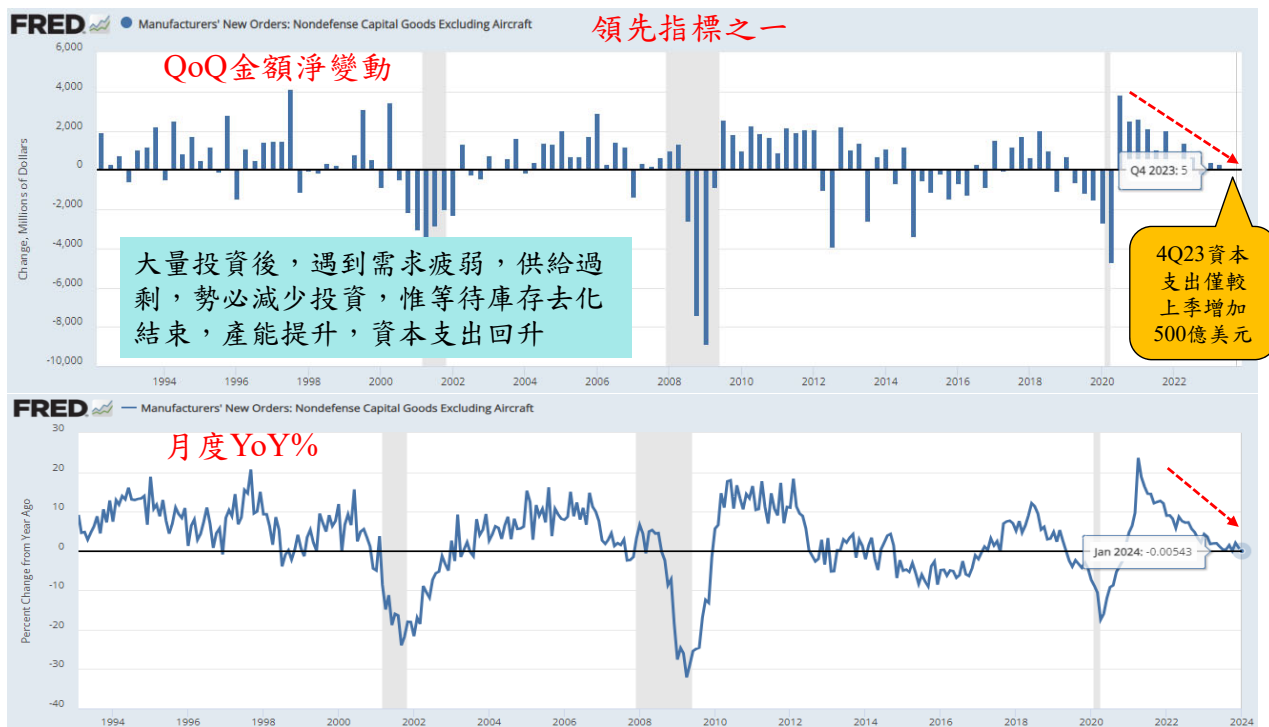 FRED
Manufacturers' New Orders: Nondefense Capital Goods Excluding Aircraft
領先指標之一
QoQ金額淨變動
Change, Millions of Dollars
6,000
4,000
2,000
0
-2,000
-4,000
-6,000
-8,000
-10,000
Q4 2023: 5
大量投資後，遇到需求疲弱，供給過
剩，勢必減少投資，惟等待庫存去化
結束，產能提升，資本支出回升
4Q23資本
支出僅較
上季增加
500億美元
1994 1996 1998 2000 2002 2004 2006 2008 2010 2012 2014 2016 2018 2020 2022
FRED
Manufacturers' New Orders: Nondefense Capital Goods Excluding Aircraft
月度YoY%
Percent Change from Year Ago
30
20
10
0
-10
-20
-30
-40
Jan 2024: -0.00543
1994 1996 1998 2000 2002 2004 2006 2008 2010 2012 2014 2016 2018 2020 2022 2024